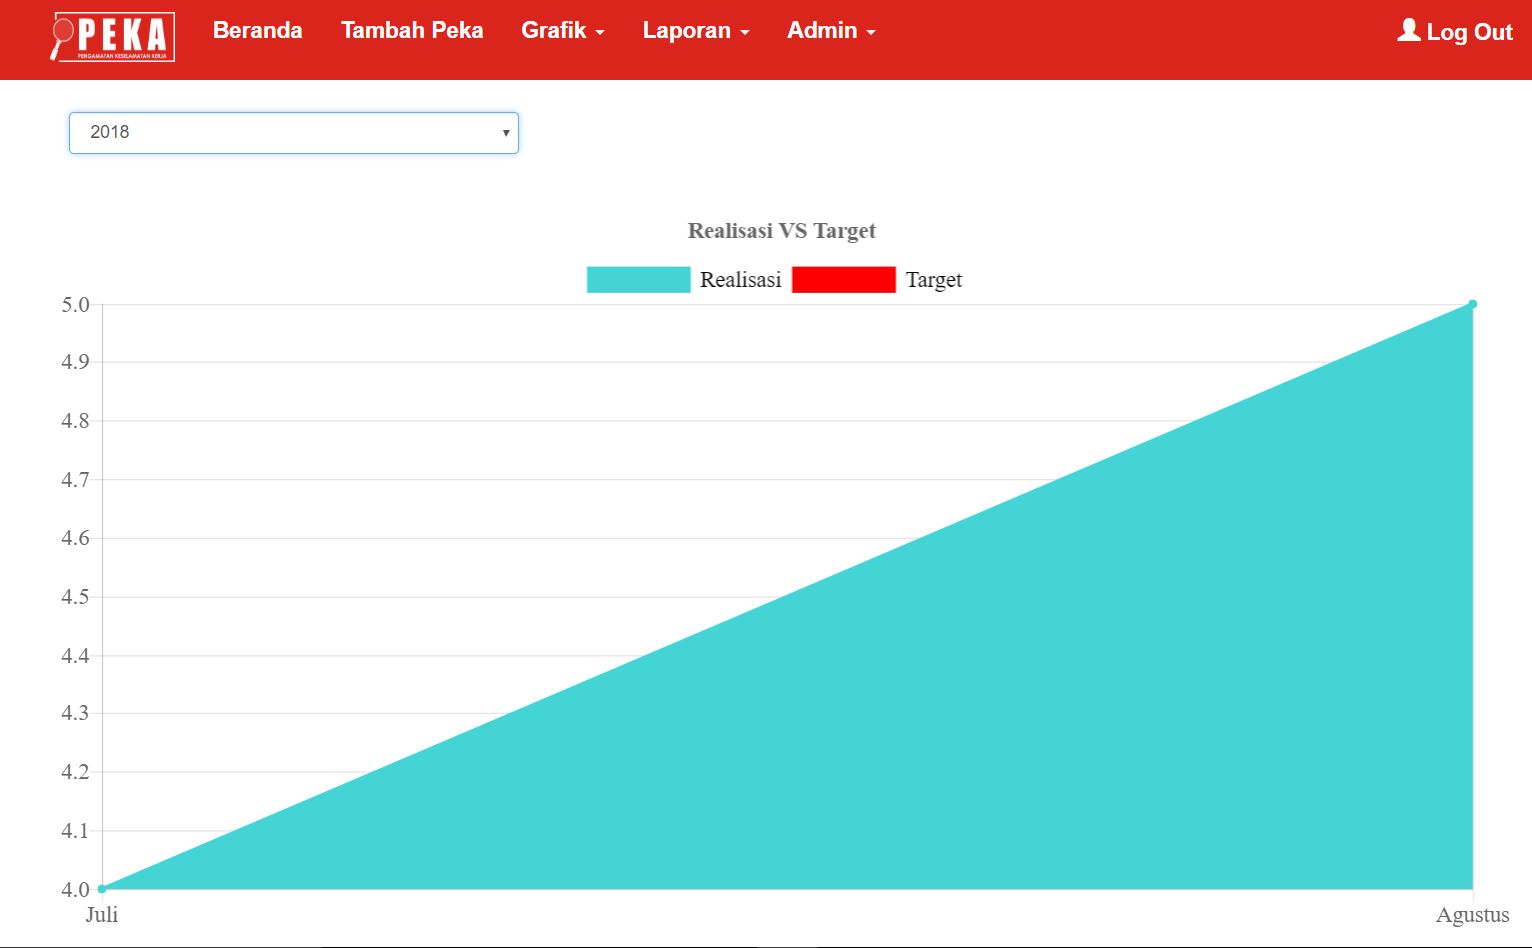 PEKA
PENGAMATAN KESELAMATAN KERJA
Beranda Tambah Peka Grafik Laporan Admin Log Out
2018
Realisasi VS Target
Realisasi Target
5.0
4.9
4.8
4.7
4.6
4.5
4.4
4.3
4.2
4.1
4.0
Juli Agustus